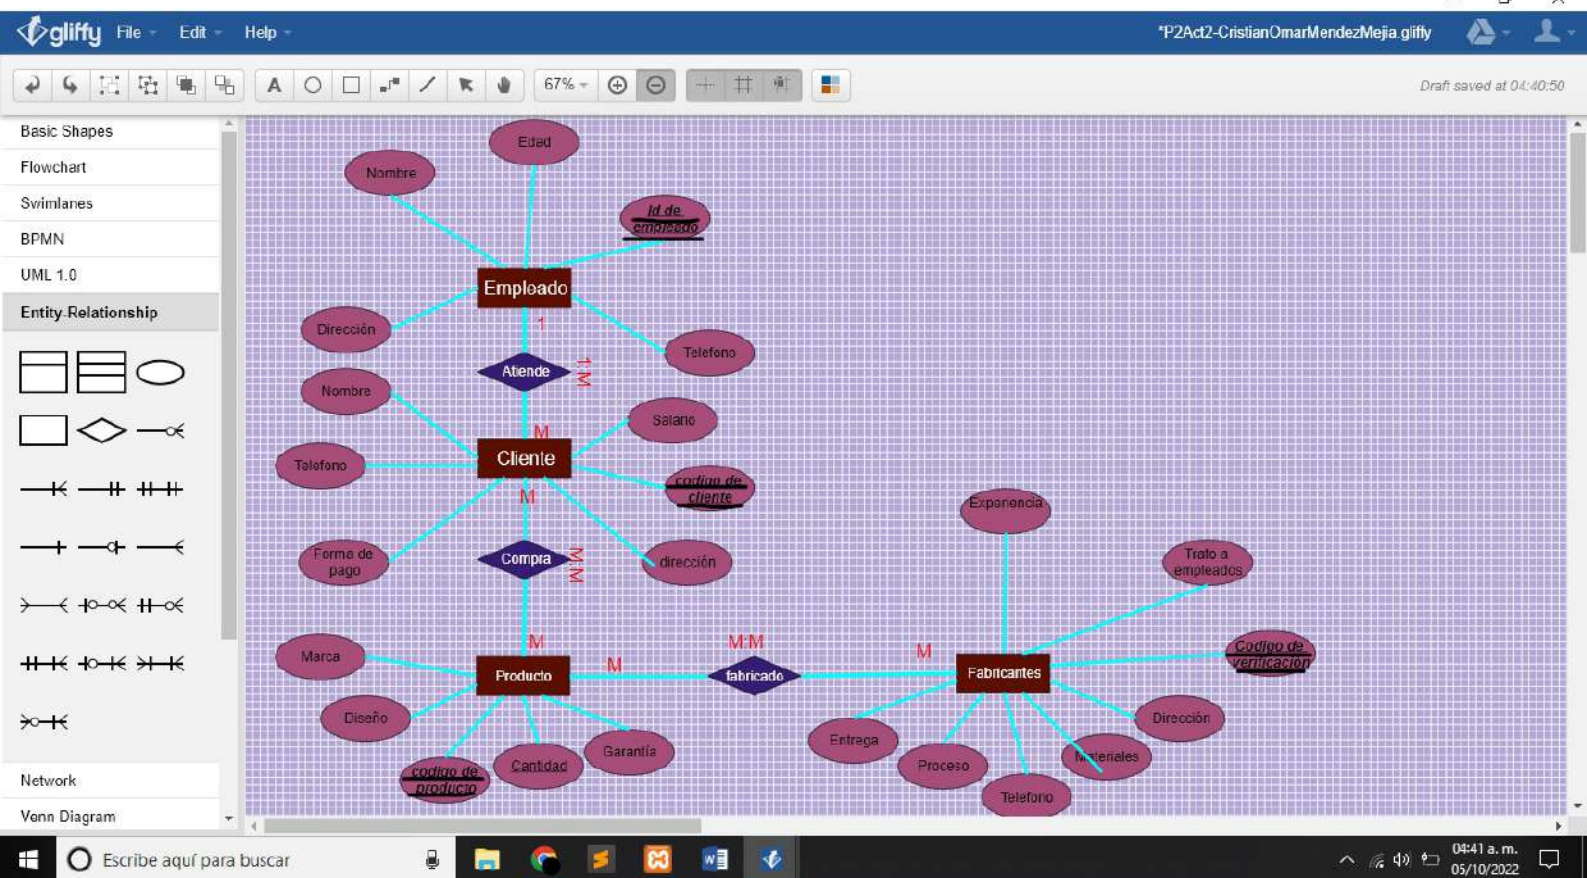 gliffy File Edit Help *P2Act2-CristianOmarMendezMejia.gliffy
A 67% Draft saved at 04:40:50
Basic Shapes
Flowchart
Swimlanes
BPMN
UML 1.0
Entity-Relationship
Network
Venn Diagram
Edad
Nombre
Id de
empleado
Empleado
1
Dirección
Telefono
Atiende
1:M
Nombre
Salario
M
Cliente
Telefono
codigo de
cliente
M
Forma de
pago
Compra
M:M
dirección
Experiencia
Trato a
empleados
M
Marca
Producto
M
M:M
fabricado
M
Fabricantes
Codigo de
verificación
Diseño
Garantía
Cantidad
codigo de
producto
Entrega
Proceso
Telefono
Materiales
Dirección
Escribe aquí para buscar
04:41 a. m.
05/10/2022